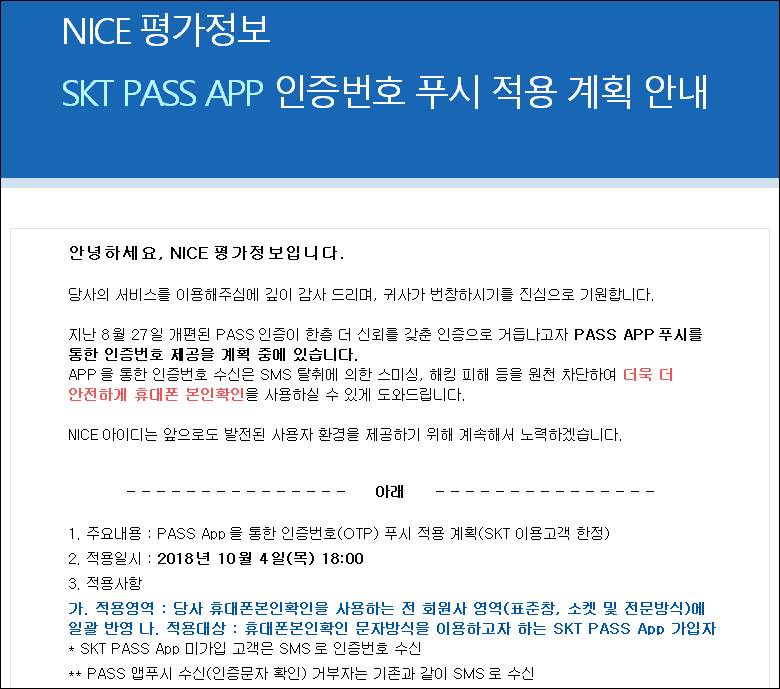 NICE 평가정보
SKT PASS APP 인증번호 푸시 적용 계획 안내
안녕하세요, NICE 평가정보입니다.
당사의 서비스를 이용해주심에 깊이 감사 드리며, 귀사가 번창하시기를 진심으로 기원합니다.
지난 8월 27일 개편된 PASS인증이 한층 더 신뢰를 갖춘 인증으로 거듭나고자 PASS APP 푸시를
통한 인증번호 제공을 계획 중에 있습니다.
APP 을 통한 인증번호 수신은 SMS 탈취에 의한 스미싱, 해킹 피해 등을 원천 차단하여 더욱 더
안전하게 휴대폰 본인확인을 사용하실 수 있게 도와드립니다.
NICE 아이디는 앞으로도 발전된 사용자 환경을 제공하기 위해 계속해서 노력하겠습니다.
- - - - - - - - - - - - - - - 아래 - - - - - - - - - - - - - - -
1. 주요내용 : PASS App 을 통한 인증번호(OTP) 푸시 적용 계획(SKT 이용고객 한정)
2. 적용일시 : 2018년 10월 4일(목) 18:00
3. 적용사항
가. 적용영역 : 당사 휴대폰본인확인을 사용하는 전 회원사 영역(표준창, 소켓 및 전문방식)에
일괄 반영 나. 적용대상 : 휴대폰본인확인 문자방식을 이용하고자 하는 SKT PASS App 가입자
* SKT PASS App 미가입 고객은 SMS 로 인증번호 수신
** PASS 앱푸시 수신(인증문자 확인) 거부자는 기존과 같이 SMS 로 수신